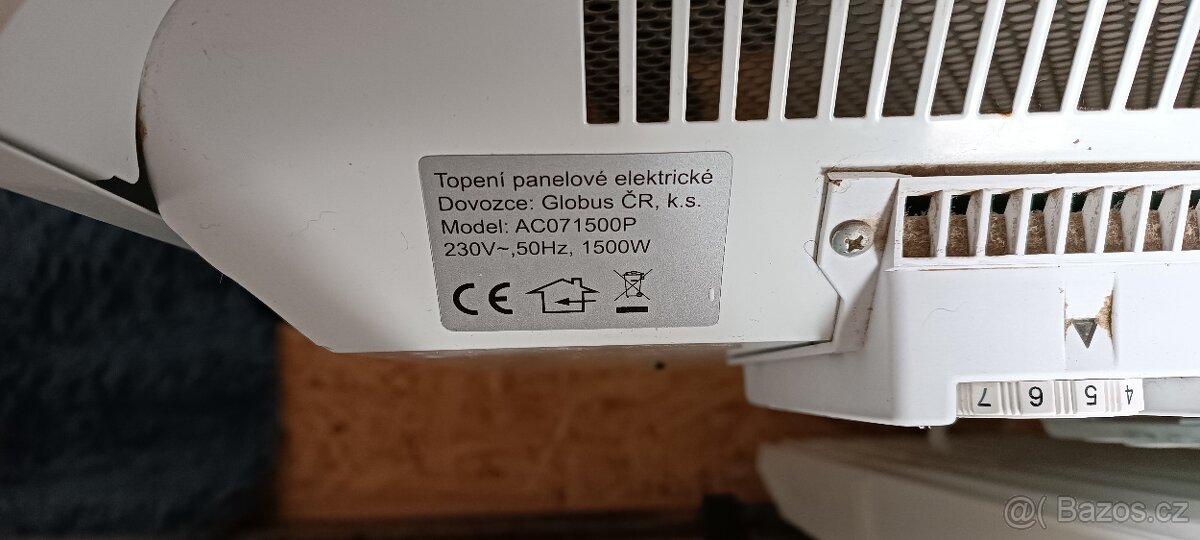 Topení panelové elektrické
Dovozce: Globus ČR, k.s.
Model: AC071500P
230V~,50Hz, 1500W
CE
7 6 5 4
@( Bazos.cz